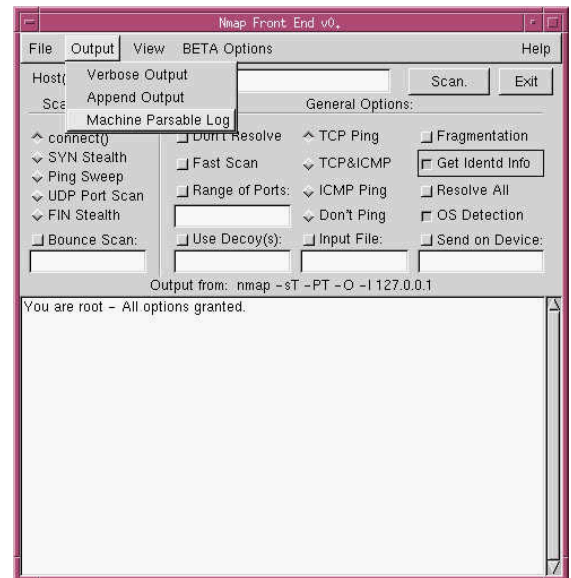 Nmap Front End v0.
File Output View BETA Options Help
Verbose Output
Append Output
Machine Parsable Log
Host(
Scan. Exit
Sca
General Options:
connect()
SYN Stealth
Ping Sweep
UDP Port Scan
FIN Stealth
Bounce Scan:
Don't Resolve
Fast Scan
Range of Ports:
Use Decoy(s):
TCP Ping
TCP&ICMP
ICMP Ping
Don't Ping
Input File:
Fragmentation
Get Identd Info
Resolve All
OS Detection
Send on Device:
Output from: nmap -sT -PT -O -I 127.0.0.1
You are root - All options granted.